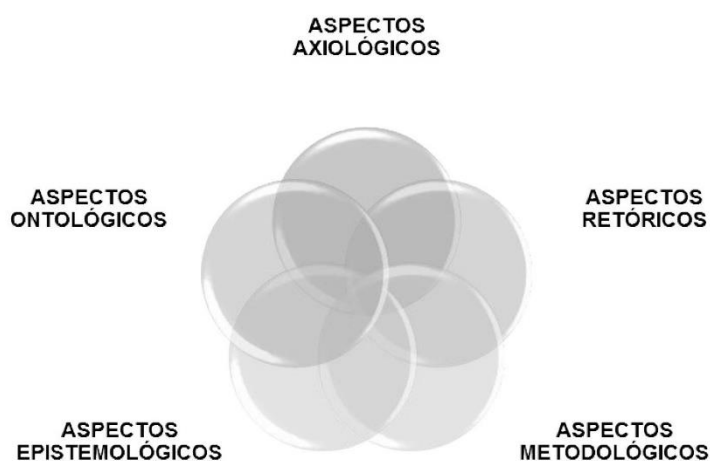 ASPECTOS
AXIOLÓGICOS
ASPECTOS
ONTOLÓGICOS
ASPECTOS
RETÓRICOS
ASPECTOS
EPISTEMOLÓGICOS
ASPECTOS
METODOLÓGICOS